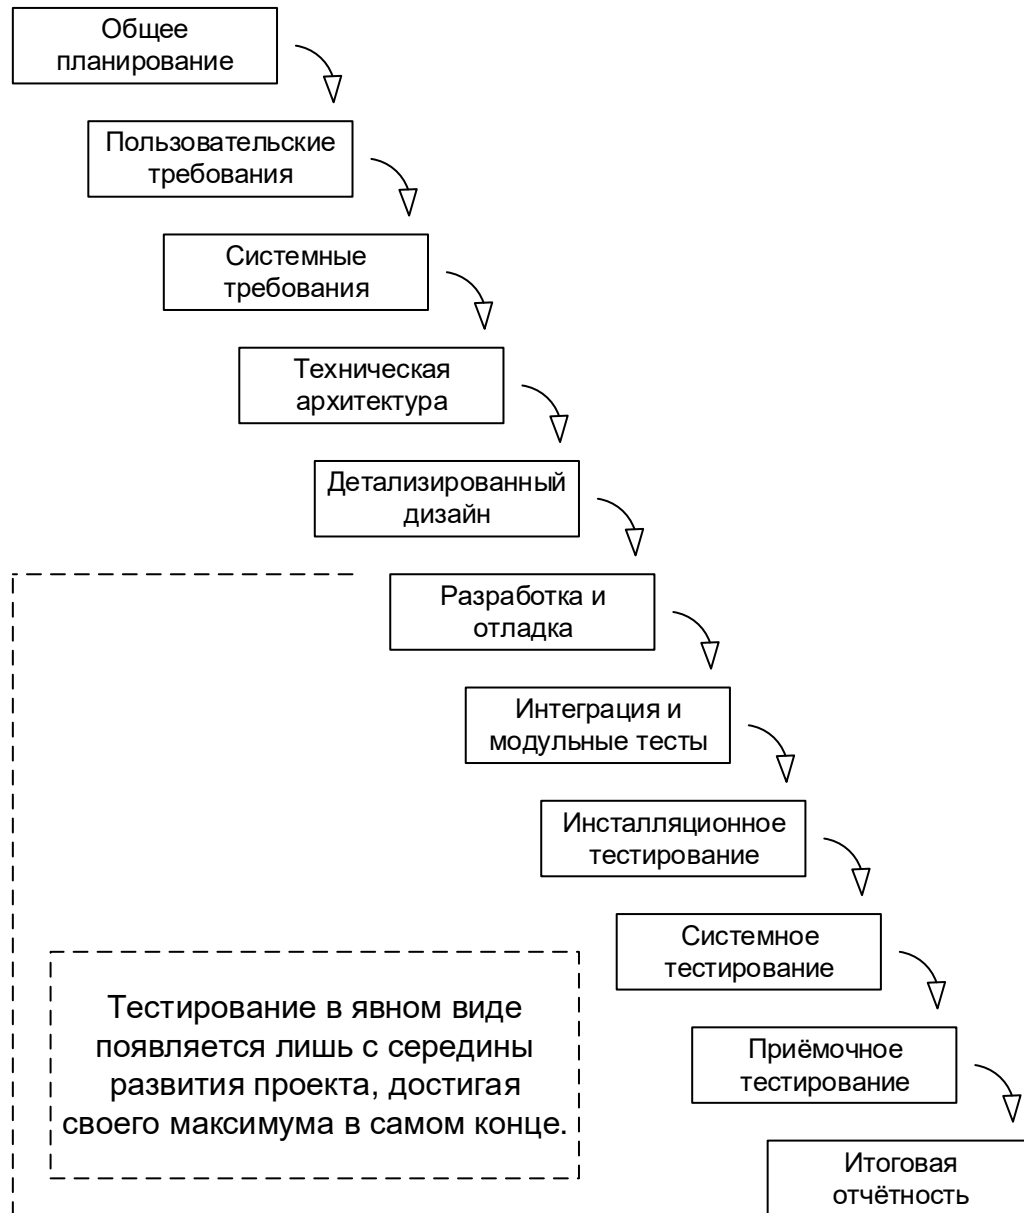 Общее
планирование
Пользовательские
требования
Системные
требования
Техническая
архитектура
Детализированный
дизайн
Разработка и
отладка
Интеграция и
модульные тесты
Инсталляционное
тестирование
Системное
тестирование
Тестирование в явном виде
появляется лишь с середины
развития проекта, достигая
своего максимума в самом конце.
Приёмочное
тестирование
Итоговая
отчётность